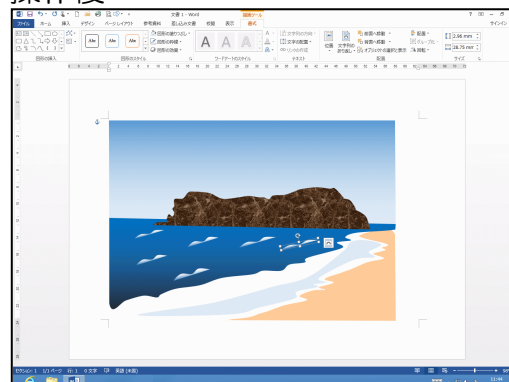 操作後
文書 1 - Word
描画ツール
ファイル ホーム 挿入 デザイン ページ レイアウト 参考資料 差し込み文書 校閲 表示 書式 サインイン
図形の塗りつぶし
図形の枠線
図形の効果
Abc Abc Abc
A A A
文字列の方向
文字の配置
リンクの作成
位置 文字列の折り返し
前面へ移動
背面へ移動
オブジェクトの選択と表示
配置
グループ化
回転
2.96 mm
38.75 mm
図形の挿入 図形のスタイル ワードアートのスタイル テキスト 配置 サイズ
セクション: 1 1/1 ページ 行: 1 0 文字 英語 (米国)
11:44